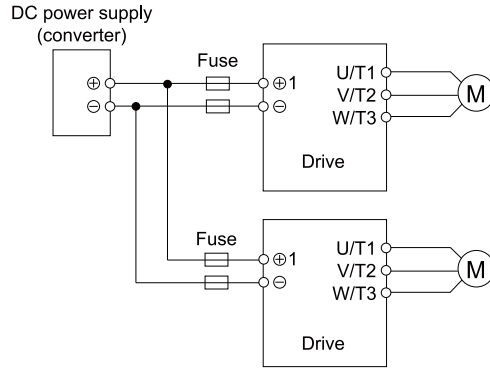 DC power supply
(converter)
⊕
⊖
Fuse
⊕1
⊖
U/T1
V/T2
W/T3
M
Drive
Fuse
⊕1
⊖
U/T1
V/T2
W/T3
M
Drive